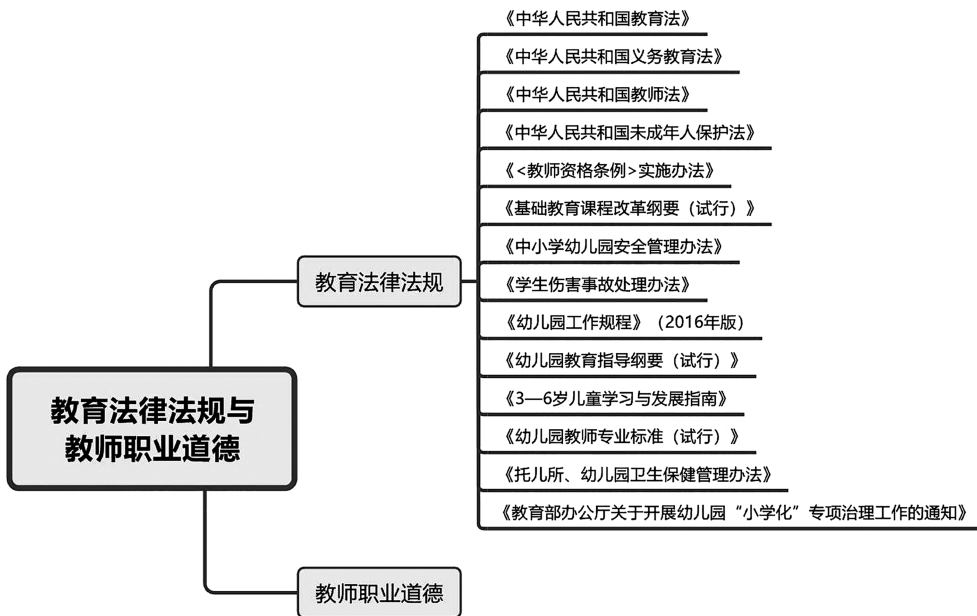 教育法律法规与
教师职业道德
教育法律法规
《中华人民共和国教育法》
《中华人民共和国义务教育法》
《中华人民共和国教师法》
《中华人民共和国未成年人保护法》
《<教师资格条例>实施办法》
《基础教育课程改革纲要（试行）》
《中小学幼儿园安全管理办法》
《学生伤害事故处理办法》
《幼儿园工作规程》（2016年版）
《幼儿园教育指导纲要（试行）》
《3—6岁儿童学习与发展指南》
《幼儿园教师专业标准（试行）》
《托儿所、幼儿园卫生保健管理办法》
《教育部办公厅关于开展幼儿园“小学化”专项治理工作的通知》
教师职业道德